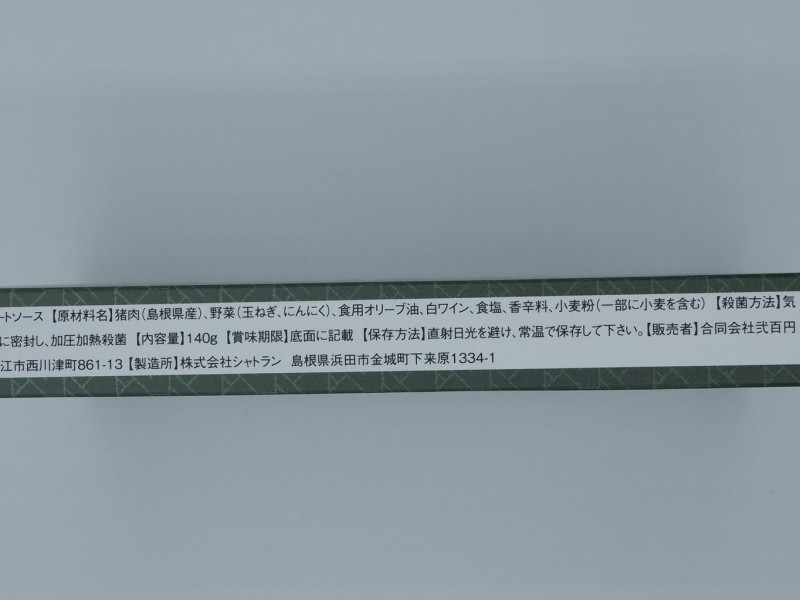 ートソース 【原材料名】猪肉(島根県産)、野菜(玉ねぎ、にんにく)、食用オリーブ油、白ワイン、食塩、香辛料、小麦粉(一部に小麦を含む) 【殺菌方法】気
に密封し、加圧加熱殺菌 【内容量】140g 【賞味期限】底面に記載 【保存方法】直射日光を避け、常温で保存して下さい。【販売者】合同会社弐百円
江市西川津町861-13 【製造所】株式会社シャトラン 島根県浜田市金城町下来原1334-1